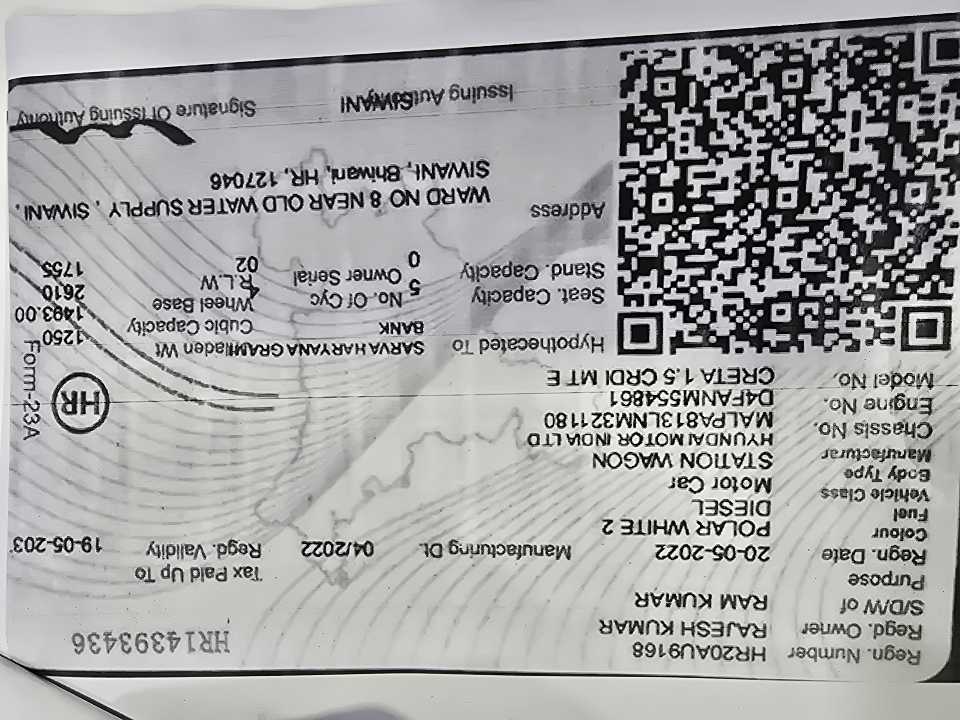 HR14393436
Regn. Number HR20AU9168
Regd. Owner RAJESH KUMAR
S/D/W of RAM KUMAR
Purpose
Tax Paid Up To
Regn. Date 20-05-2022 Manufacturing Dt. 04/2022 Regd. Validity 19-05-203
Colour POLAR WHITE 2
Fuel DIESEL
Vehicle Class Motor Car
Body Type STATION WAGON
Manufacturar HYUNDAI MOTOR INDIA LTD
Chassis No. MALPA813LNM321180
Engine No. D4FANM554861
Model No. CRETA 1.5 CRDI MT E
HR
Form-23A
Hypothecated To SARVA HARYANA GRAMI
BANK
Unladen Wt 1250
Cubic Capacity 1493.00
Seat. Capacity 5 No. Of Cyc 4 Wheel Base 2610
Stand. Capacity 0 Owner Serial 02 R.L.W 1755
Address WARD NO 8 NEAR OLD WATER SUPPLY , SIWANI,
SIWANI, Bhiwani, HR, 127046
Issuing Authority SIWANI Signature Of Issuing Authority